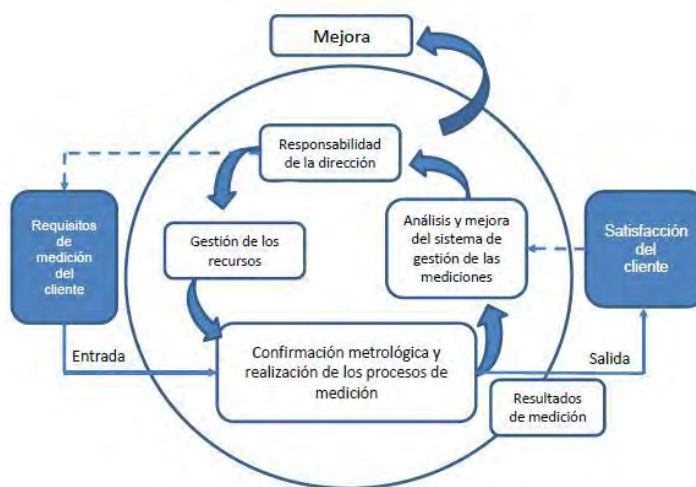 Mejora
Responsabilidad
de la dirección
Requisitos
de
medición
del
cliente
Gestión de los
recursos
Análisis y mejora
del sistema de
gestión de las
mediciones
Satisfacción
del
cliente
Entrada
Confirmación metrológica y
realización de los procesos de
medición
Salida
Resultados
de medición